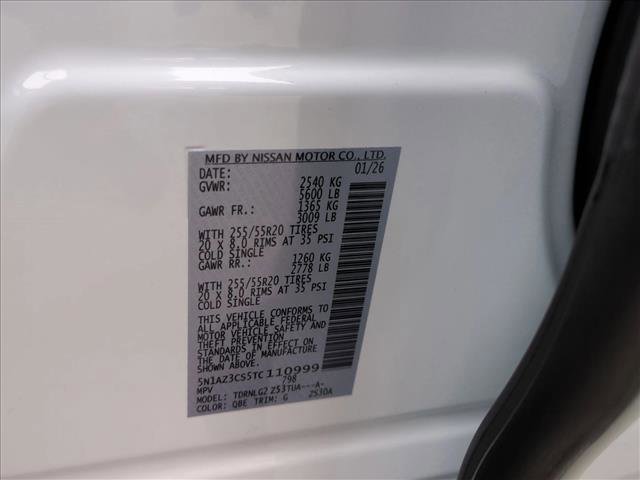 MFD BY NISSAN MOTOR CO., LTD.
DATE: 01/26
GVWR: 2540 KG
5600 LB
GAWR FR.: 1365 KG
3009 LB
WITH 255/55R20 TIRES
20 X 8.0 RIMS AT 35 PSI
COLD SINGLE
GAWR RR.: 1260 KG
2778 LB
WITH 255/55R20 TIRES
20 X 8.0 RIMS AT 35 PSI
COLD SINGLE
THIS VEHICLE CONFORMS TO
ALL APPLICABLE FEDERAL
MOTOR VEHICLE SAFETY AND
THEFT PREVENTION
STANDARDS IN EFFECT ON
THE DATE OF MANUFACTURE
SHOWN ABOVE.
5N1AZ3CS5TC110999
MPV 798
MODEL: TDRNLG2 Z53TUA---A-
COLOR: QBE TRIM: G ZS30A